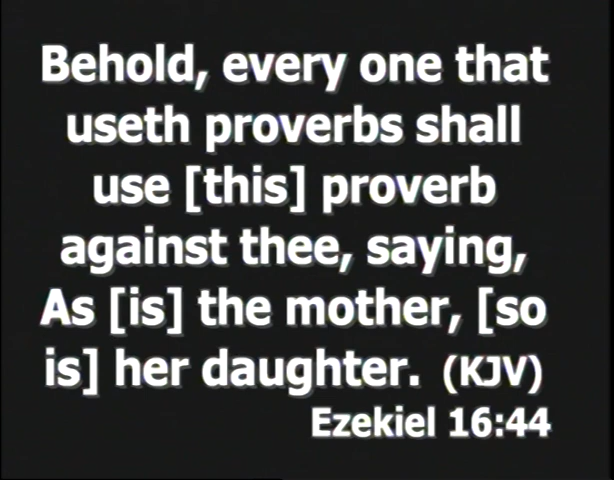 Behold, every one that
useth proverbs shall
use [this] proverb
against thee, saying,
As [is] the mother, [so
is] her daughter. (KJV)
Ezekiel 16:44